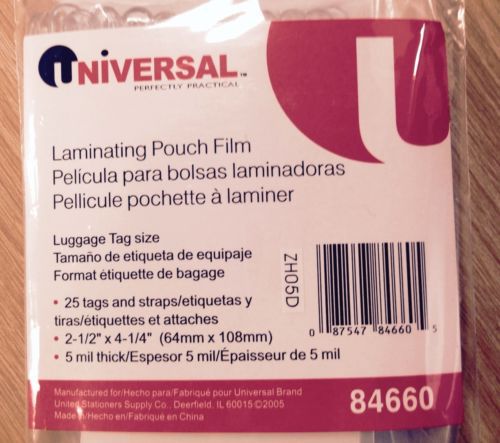 UNIVERSAL™
PERFECTLY PRACTICAL
Laminating Pouch Film
Película para bolsas laminadoras
Pellicule pochette à laminer
Luggage Tag size
Tamaño de etiqueta de equipaje
Format étiquette de bagage
• 25 tags and straps/etiquetas y
tiras/étiquettes et attaches
• 2-1/2" x 4-1/4" (64mm x 108mm)
• 5 mil thick/Espesor 5 mil/Épaisseur de 5 mil
ZH05D
0 87547 84660 5
Manufactured for/Hecho para/Fabriqué pour Universal Brand
United Stationers Supply Co., Deerfield, IL 60015 ©2005
Made in/Hecho en/Fabriqué en China
84660
U